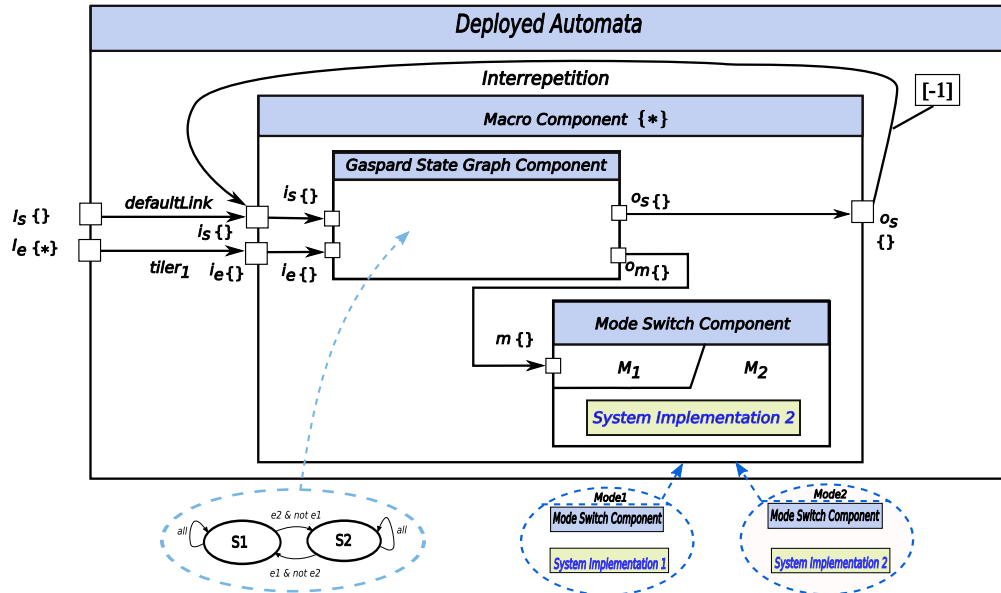 Deployed Automata
Interrepetition
[-1]
Macro Component {*}
Gaspard State Graph Component
Is {}
defaultLink
is {}
is {}
os {}
os
{}
Ie {*}
tiler1
ie {}
ie {}
om {}
m {}
Mode Switch Component
M1
M2
System Implementation 2
all
e2 & not e1
S1
S2
all
e1 & not e2
Mode1
Mode Switch Component
System Implementation 1
Mode2
Mode Switch Component
System Implementation 2